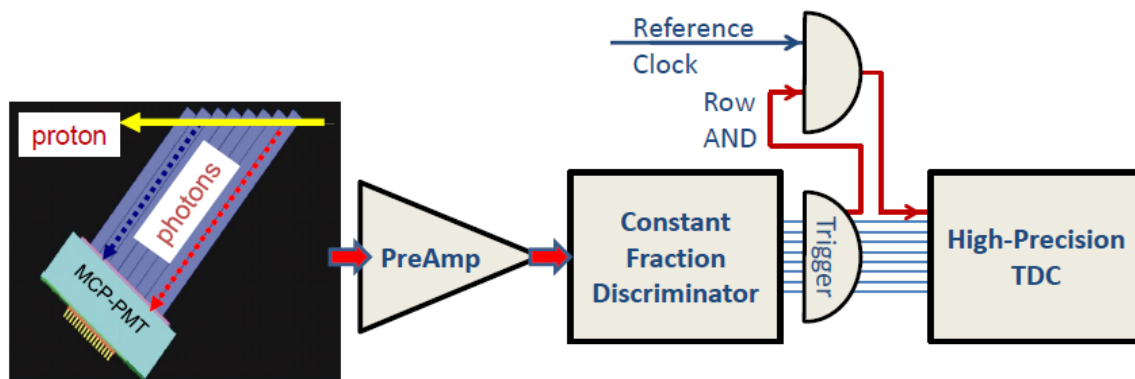 proton
photons
MCP-PMT
PreAmp
Constant
Fraction
Discriminator
Trigger
Reference
Clock
Row
AND
High-Precision
TDC